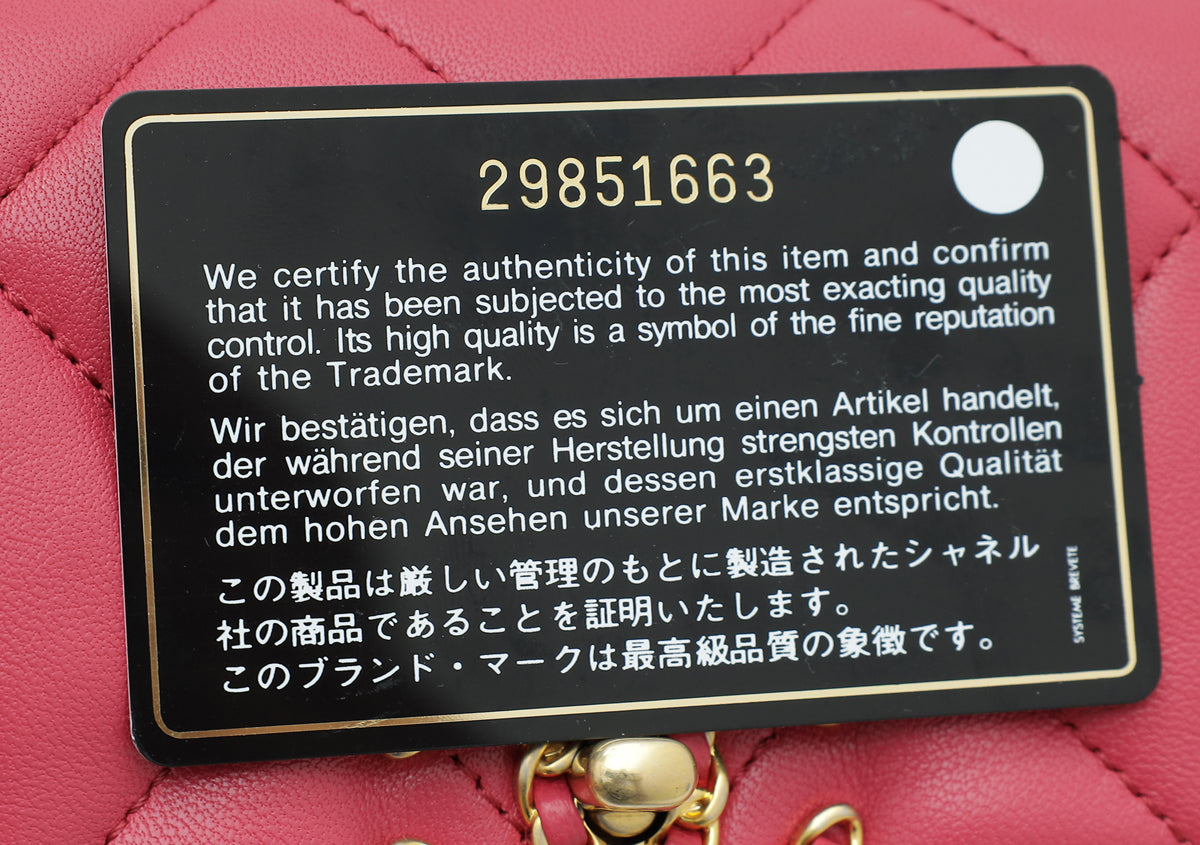 29851663
We certify the authenticity of this item and confirm
that it has been subjected to the most exacting quality
control. Its high quality is a symbol of the fine reputation
of the Trademark.
Wir bestätigen, dass es sich um einen Artikel handelt,
der während seiner Herstellung strengsten Kontrollen
unterworfen war, und dessen erstklassige Qualität
dem hohen Ansehen unserer Marke entspricht.
この製品は厳しい管理のもとに製造されたシャネル
社の商品であることを証明いたします。
このブランド・マークは最高級品質の象徴です。
SYSTEME BREVETE